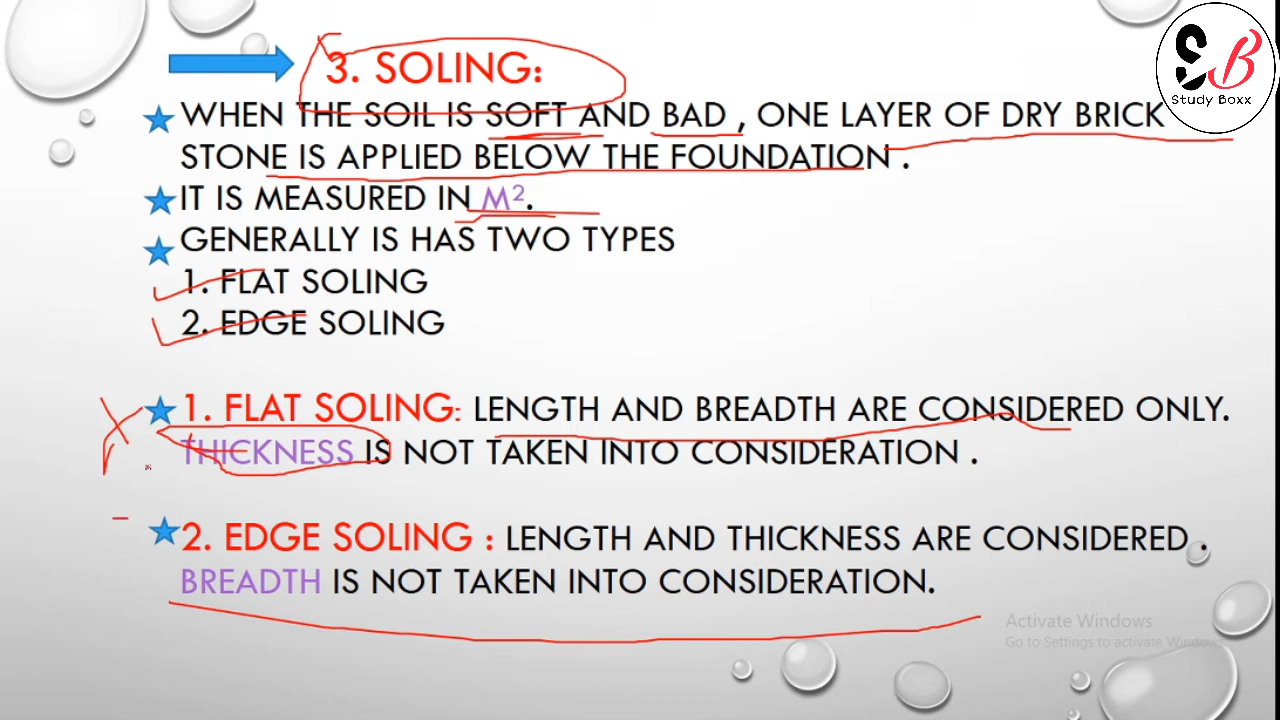 3. SOLING:
WHEN THE SOIL IS SOFT AND BAD , ONE LAYER OF DRY BRICK
STONE IS APPLIED BELOW THE FOUNDATION .
IT IS MEASURED IN M².
GENERALLY IS HAS TWO TYPES
1. FLAT SOLING
2. EDGE SOLING
1. FLAT SOLING: LENGTH AND BREADTH ARE CONSIDERED ONLY.
THICKNESS IS NOT TAKEN INTO CONSIDERATION .
2. EDGE SOLING : LENGTH AND THICKNESS ARE CONSIDERED .
BREADTH IS NOT TAKEN INTO CONSIDERATION.
SB
Study Boxx
Activate Windows
Go to Settings to activate Windows.